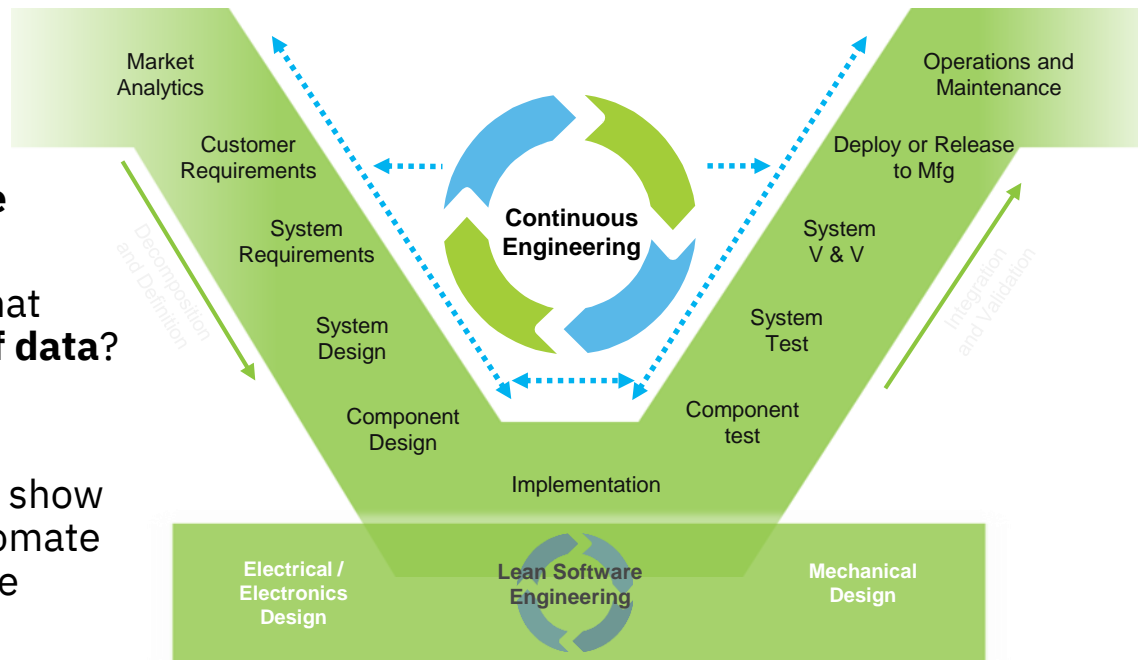 e
hat
f data?
show
omate
e
Market
Analytics
Customer
Requirements
System
Requirements
System
Design
Component
Design
Decomposition
and Definition
Continuous
Engineering
Implementation
Operations and
Maintenance
Deploy or Release
to Mfg
System
V & V
System
Test
Component
test
Integration
and Validation
Electrical /
Electronics
Design
Lean Software
Engineering
Mechanical
Design